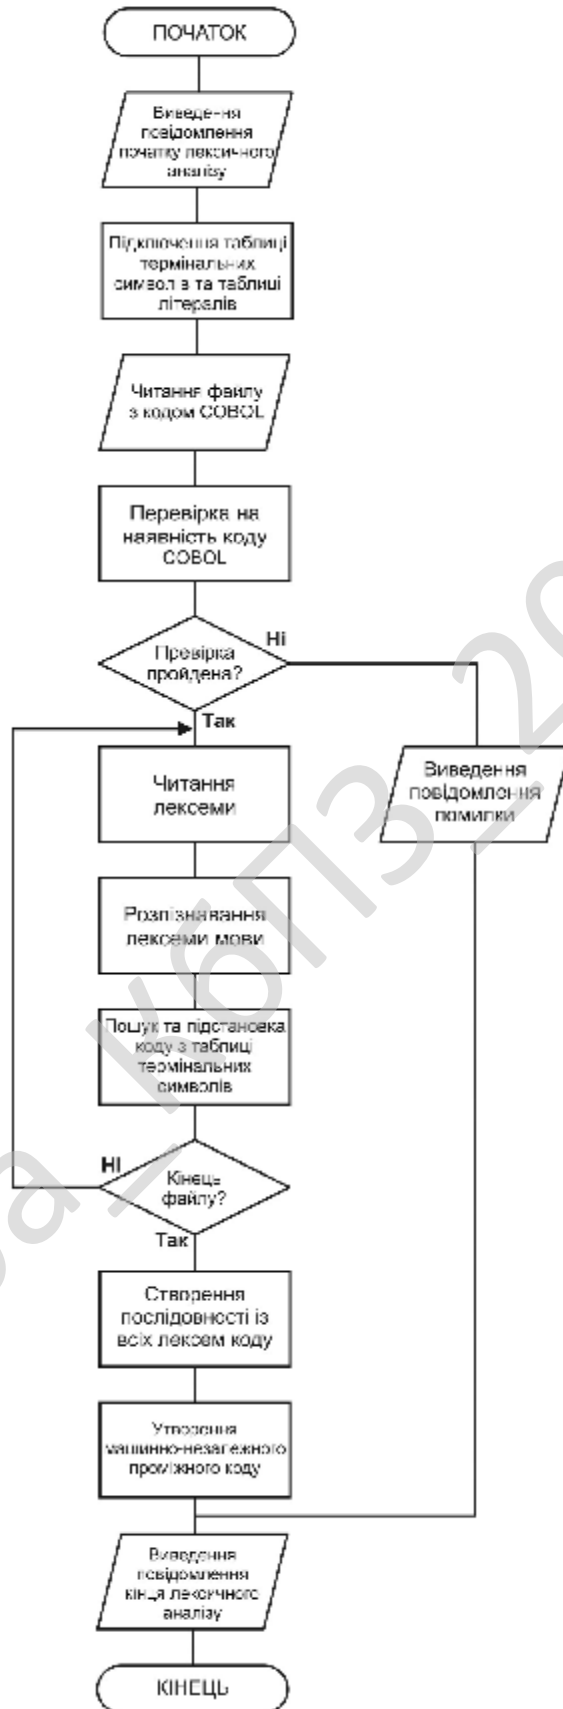 ПОЧАТОК
Виведення
повідомлення
початку лексичного
аналізу
Підключення таблиці
термінальних
символів та таблиці
літералів
Читання файлу
з кодом COBOL
Перевірка на
наявність коду
COBOL
Превірка
пройдена?
Ні
Так
Читання
лексеми
Виведення
повідомлення
помилки
Розпізнавання
лексеми мови
Пошук та підстановка
коду з таблиці
термінальних
символів
Ні
Кінець
файлу?
Так
Створення
послідовності із
всіх лексем коду
Утворення
машинно-незалежного
проміжного коду
Виведення
повідомлення
кінця лексичного
аналізу
КІНЕЦЬ